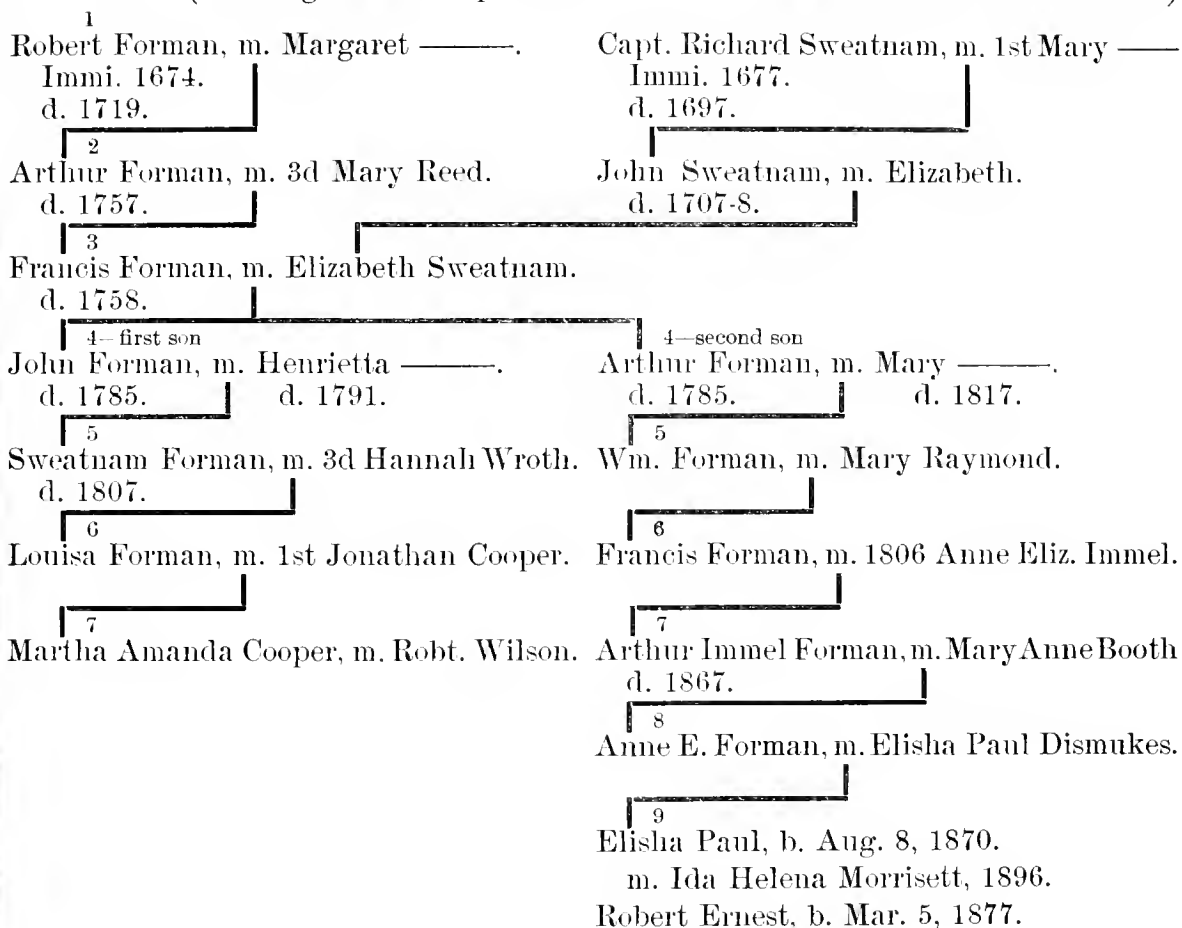 1
Robert Forman, m. Margaret ———. Capt. Richard Sweatnam, m. 1st Mary ——
Immi. 1674. Immi. 1677.
d. 1719. d. 1697.
2
Arthur Forman, m. 3d Mary Reed. John Sweatnam, m. Elizabeth.
d. 1757. d. 1707-8.
3
Francis Forman, m. Elizabeth Sweatnam.
d. 1758.
4—first son 4—second son
John Forman, m. Henrietta ———. Arthur Forman, m. Mary ———.
d. 1785. d. 1791. d. 1785. d. 1817.
5 5
Sweatnam Forman, m. 3d Hannah Wroth. Wm. Forman, m. Mary Raymond.
d. 1807.
6 6
Louisa Forman, m. 1st Jonathan Cooper. Francis Forman, m. 1806 Anne Eliz. Immel.
7 7
Martha Amanda Cooper, m. Robt. Wilson. Arthur Immel Forman, m. Mary Anne Booth
d. 1867.
8
Anne E. Forman, m. Elisha Paul Dismukes.
9
Elisha Paul, b. Aug. 8, 1870.
m. Ida Helena Morrisett, 1896.
Robert Ernest, b. Mar. 5, 1877.